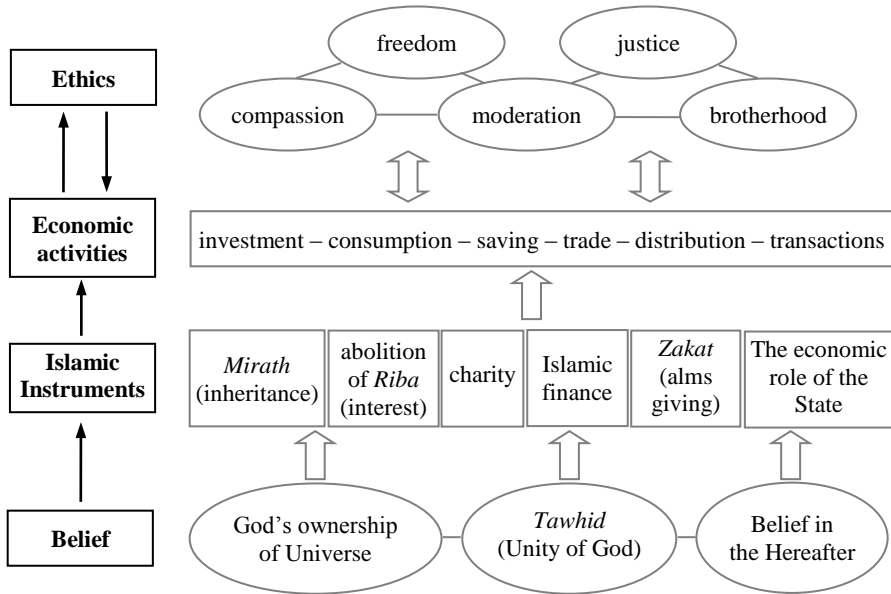 freedom
justice
Ethics
compassion
moderation
brotherhood
Economic
activities
investment – consumption – saving – trade – distribution – transactions
Islamic
Instruments
Mirath
(inheritance)
abolition
of Riba
(interest)
charity
Islamic
finance
Zakat
(alms
giving)
The economic
role of the
State
Belief
God’s ownership
of Universe
Tawhid
(Unity of God)
Belief in
the Hereafter